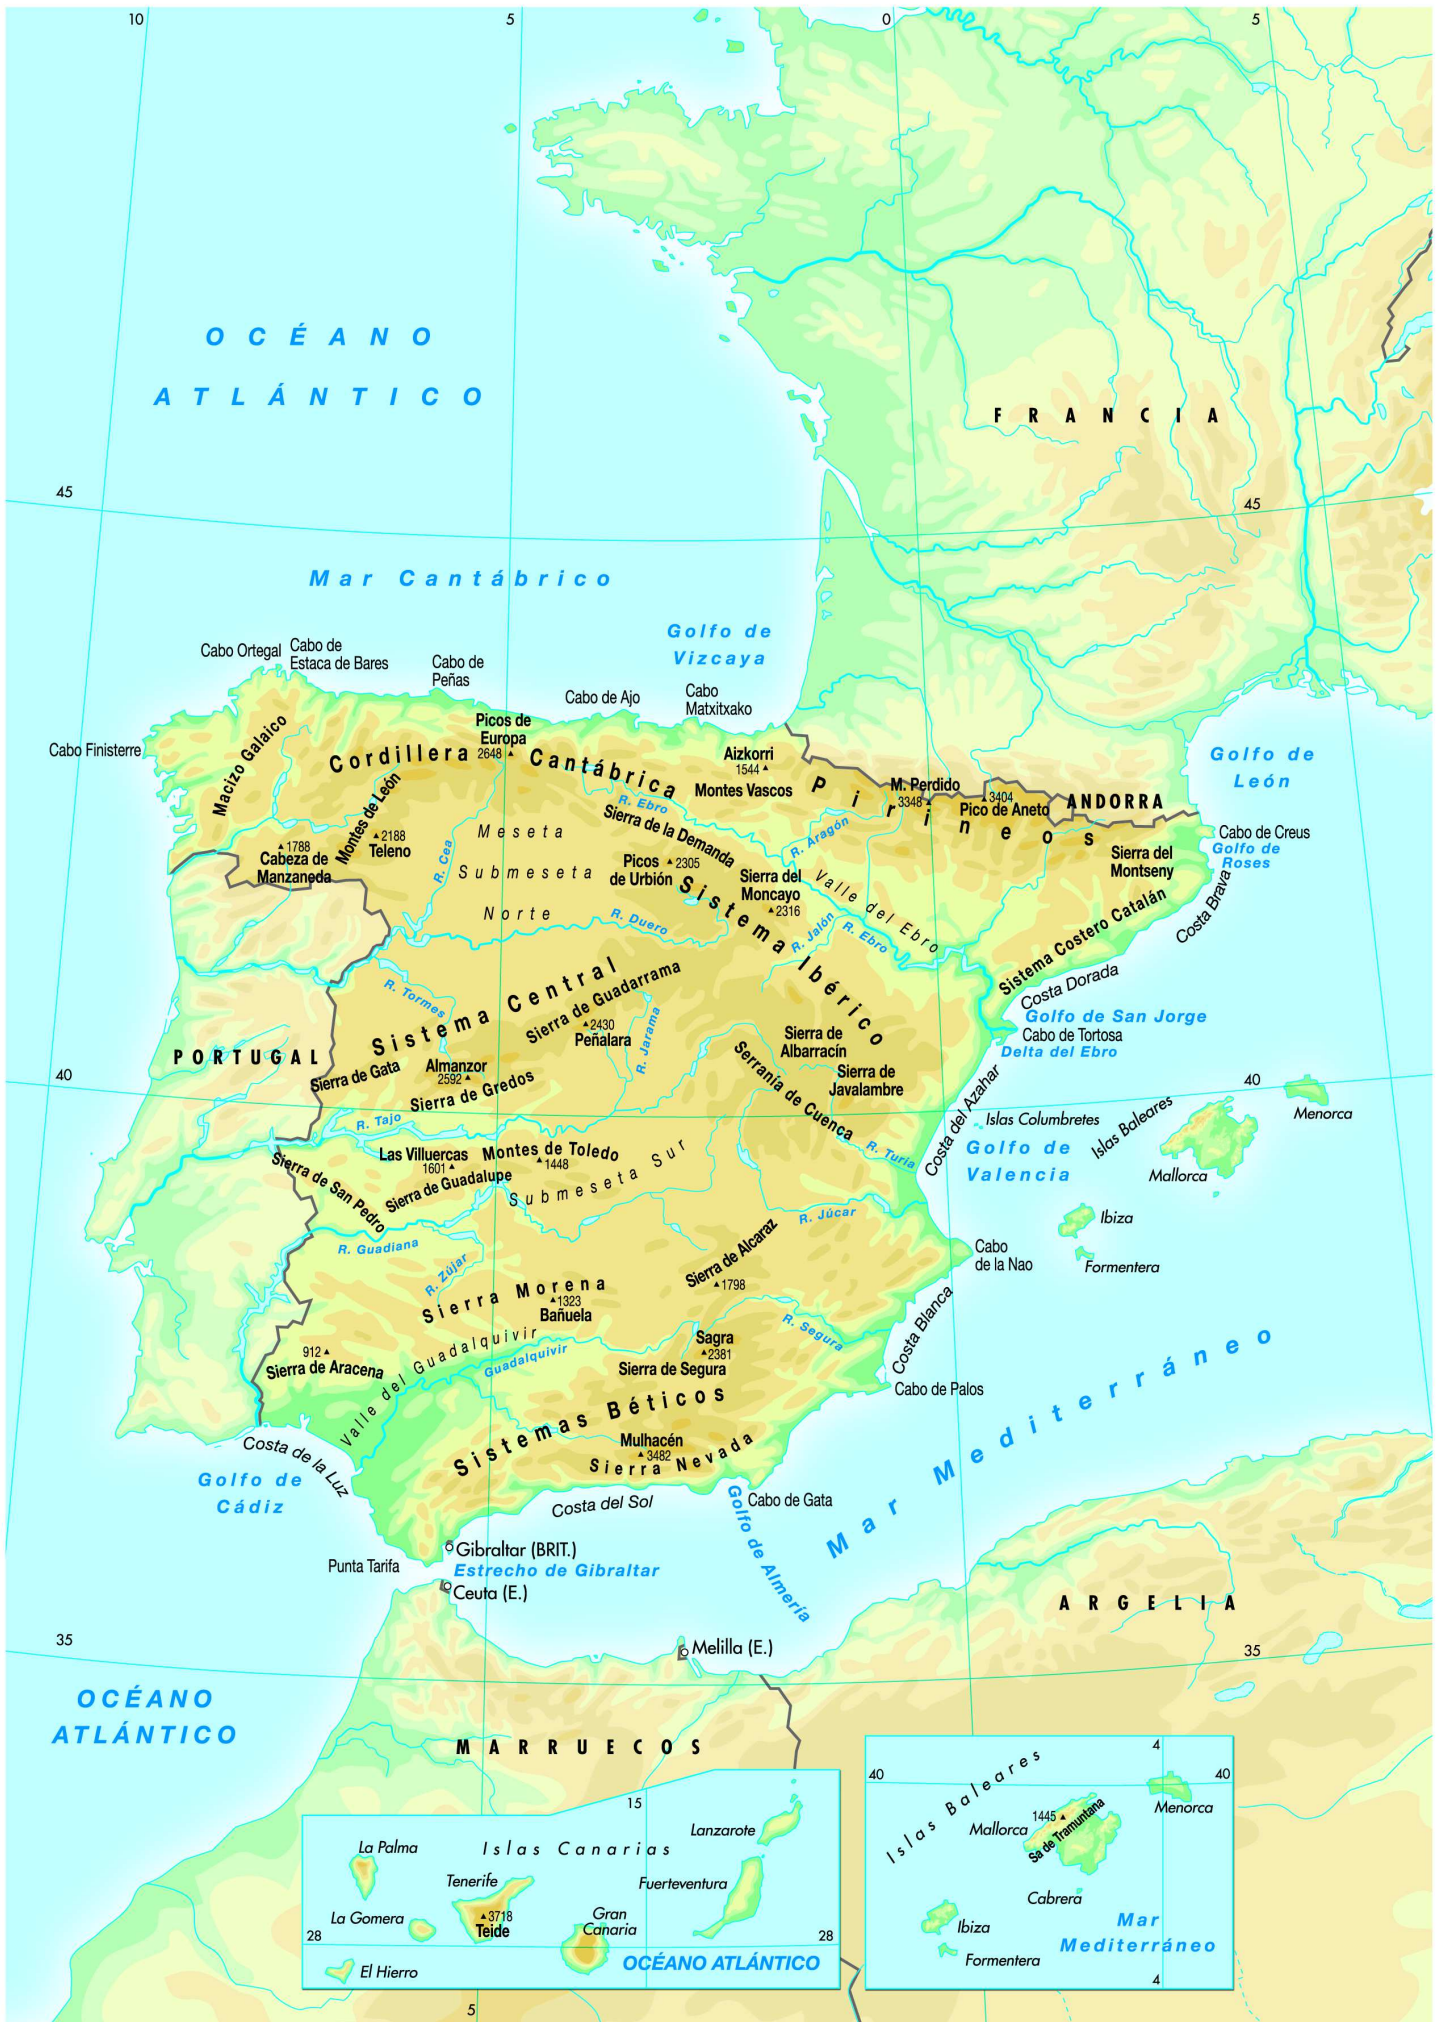 10
5
0
5
OCÉANO
ATLÁNTICO
FRANCIA
45
45
Mar Cantábrico
Golfo de
Vizcaya
Cabo Ortegal
Cabo de
Estaca de Bares
Cabo de
Peñas
Cabo de Ajo
Cabo
Matxitxako
Cabo Finisterre
Macizo Galaico
Cordillera Cantábrica
Picos de
Europa
2648
Aizkorri
1544
Montes Vascos
Pirineos
M. Perdido
3348
3404
Pico de Aneto
ANDORRA
Golfo de
León
Cabo de Creus
Golfo de
Roses
Montes de León
2188
Teleno
1788
Cabeza de
Manzaneda
R. Cea
Meseta
Submeseta
Norte
R. Ebro
Sierra de la Demanda
R. Aragón
Picos
de Urbión
2305
Sierra del
Moncayo
2316
Valle del Ebro
Sierra del
Montseny
Costa Brava
Sistema Costero Catalán
Sistema Ibérico
R. Duero
R. Jalón
R. Ebro
Costa Dorada
Golfo de San Jorge
Cabo de Tortosa
Delta del Ebro
R. Tormes
Sistema Central
Sierra de Guadarrama
2430
Peñalara
R. Jarama
Sierra de
Albarracín
Sierra de
Javalambre
Serranía de Cuenca
PORTUGAL
Sierra de Gata
Almanzor
2592
Sierra de Gredos
40
40
Costa del Azahar
Islas Columbretes
Islas Baleares
Menorca
Mallorca
Golfo de
Valencia
R. Tajo
Las Villuercas
1601
Montes de Toledo
1448
Sierra de Guadalupe
Submeseta Sur
Sierra de San Pedro
R. Turia
R. Júcar
Ibiza
Formentera
R. Guadiana
R. Zújar
Cabo
de la Nao
Sierra de Alcaraz
1798
Sierra Morena
1323
Bañuela
Costa Blanca
R. Segura
Sagra
2381
Sierra de Segura
912
Sierra de Aracena
Valle del Guadalquivir
Guadalquivir
Cabo de Palos
Mar Mediterráneo
Sistemas Béticos
Mulhacén
3482
Sierra Nevada
Costa de la Luz
Golfo de
Cádiz
Costa del Sol
Cabo de Gata
Golfo de Almería
Punta Tarifa
Gibraltar (BRIT.)
Estrecho de Gibraltar
Ceuta (E.)
Melilla (E.)
ARGELIA
35
35
OCÉANO
ATLÁNTICO
MARRUECOS
15
Islas Canarias
La Palma
Tenerife
Lanzarote
Fuerteventura
La Gomera
3718
Teide
Gran
Canaria
28
28
El Hierro
OCÉANO ATLÁNTICO
5
4
40
40
Islas Baleares
Menorca
1445
Mallorca
Sa de Tramuntana
Cabrera
Ibiza
Formentera
Mar
Mediterráneo
4